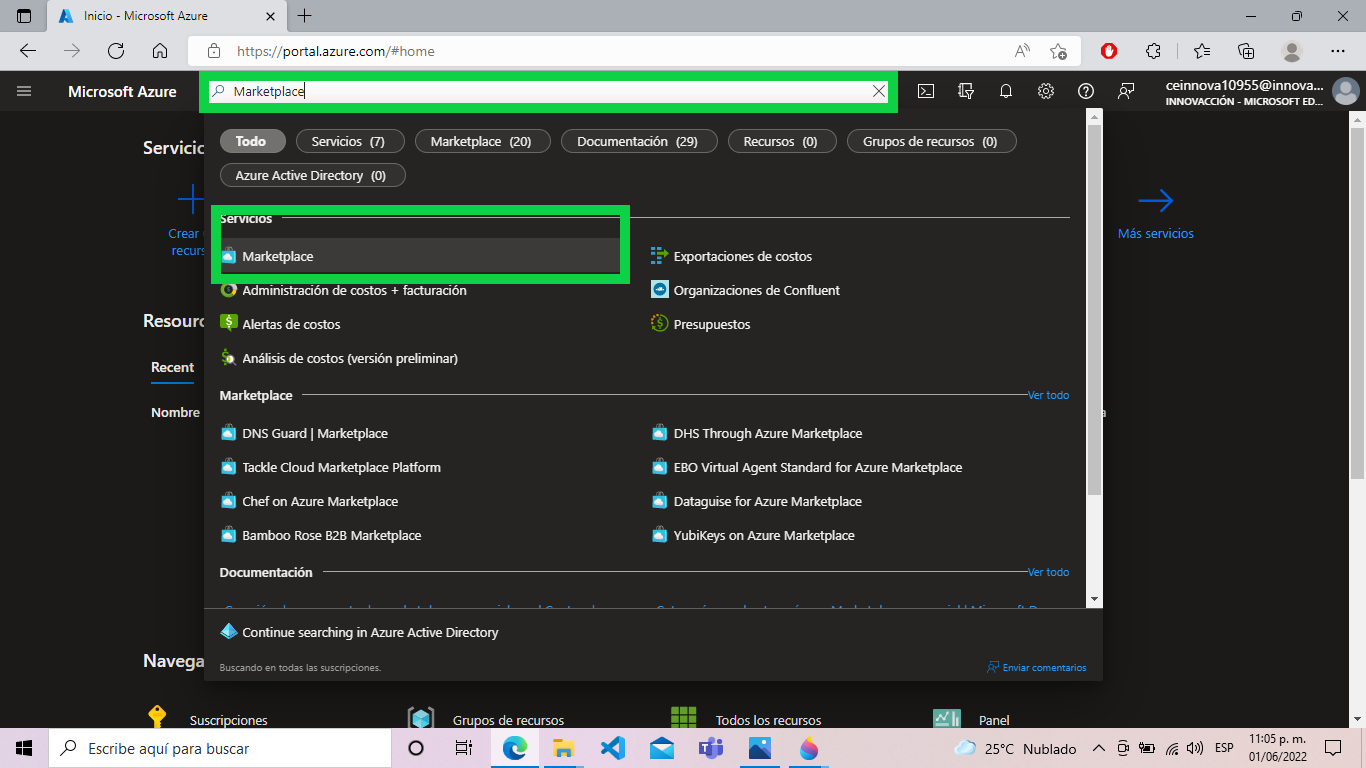 Inicio - Microsoft Azure
https://portal.azure.com/#home
Microsoft Azure
Marketplace
ceinnova10955@innova...
INNOVACCIÓN - MICROSOFT ED...
Todo
Servicios (7)
Marketplace (20)
Documentación (29)
Recursos (0)
Grupos de recursos (0)
Azure Active Directory (0)
Servicios
Marketplace
Exportaciones de costos
Administración de costos + facturación
Organizaciones de Confluent
Alertas de costos
Presupuestos
Análisis de costos (versión preliminar)
Marketplace
Ver todo
DNS Guard | Marketplace
DHS Through Azure Marketplace
Tackle Cloud Marketplace Platform
EBO Virtual Agent Standard for Azure Marketplace
Chef on Azure Marketplace
Dataguise for Azure Marketplace
Bamboo Rose B2B Marketplace
YubiKeys on Azure Marketplace
Documentación
Ver todo
Continue searching in Azure Active Directory
Buscando en todas las suscripciones.
Enviar comentarios
Servicic
Crear
recurs
Más servicios
Resourc
Recent
Nombre
a
Navega
Suscripciones
Grupos de recursos
Todos los recursos
Panel
Escribe aquí para buscar
25°C Nublado
ESP
11:05 p. m.
01/06/2022